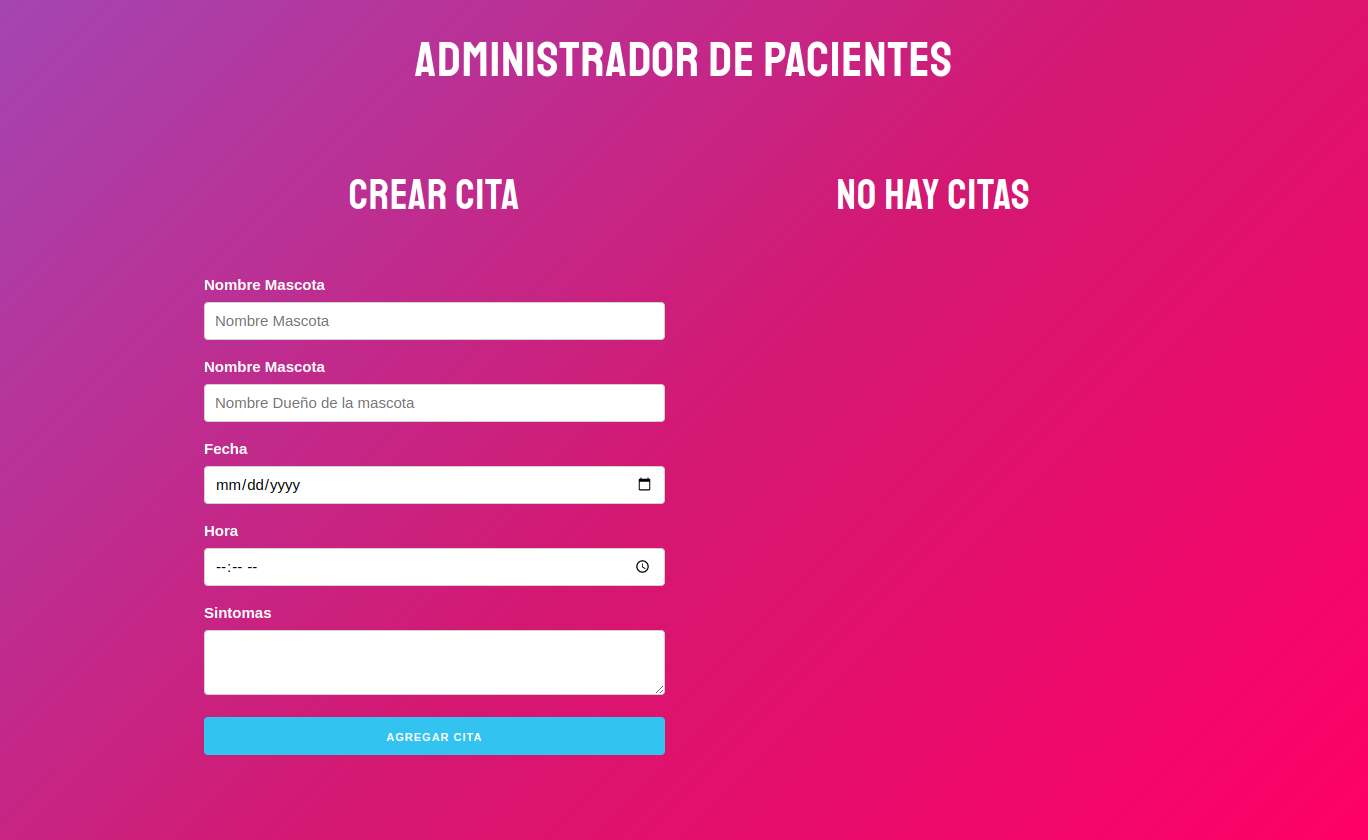 ADMINISTRADOR DE PACIENTES
CREAR CITA
NO HAY CITAS
Nombre Mascota
Nombre Mascota
Nombre Mascota
Nombre Dueño de la mascota
Fecha
mm/dd/yyyy
Hora
--:-- --
Sintomas
AGREGAR CITA